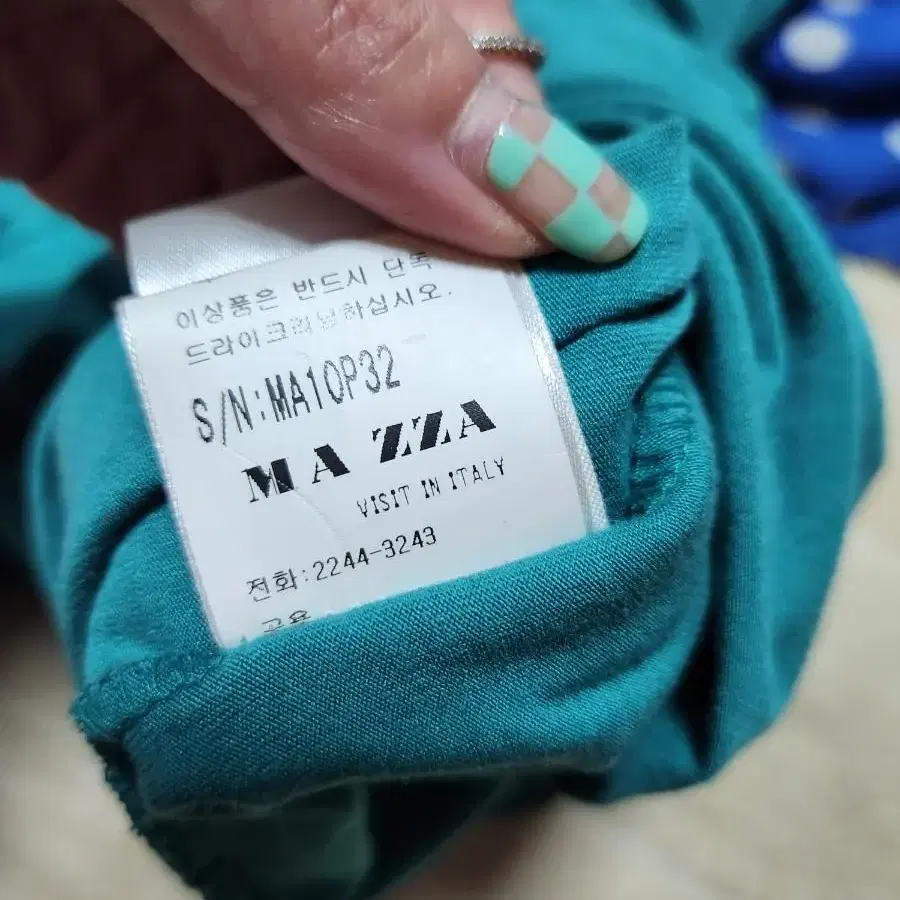 이상품은 반드시 단독
드라이크리닝하십시오.
S/N:MA10P32
MA ZZA
VISIT IN ITALY
전화:2244-3243